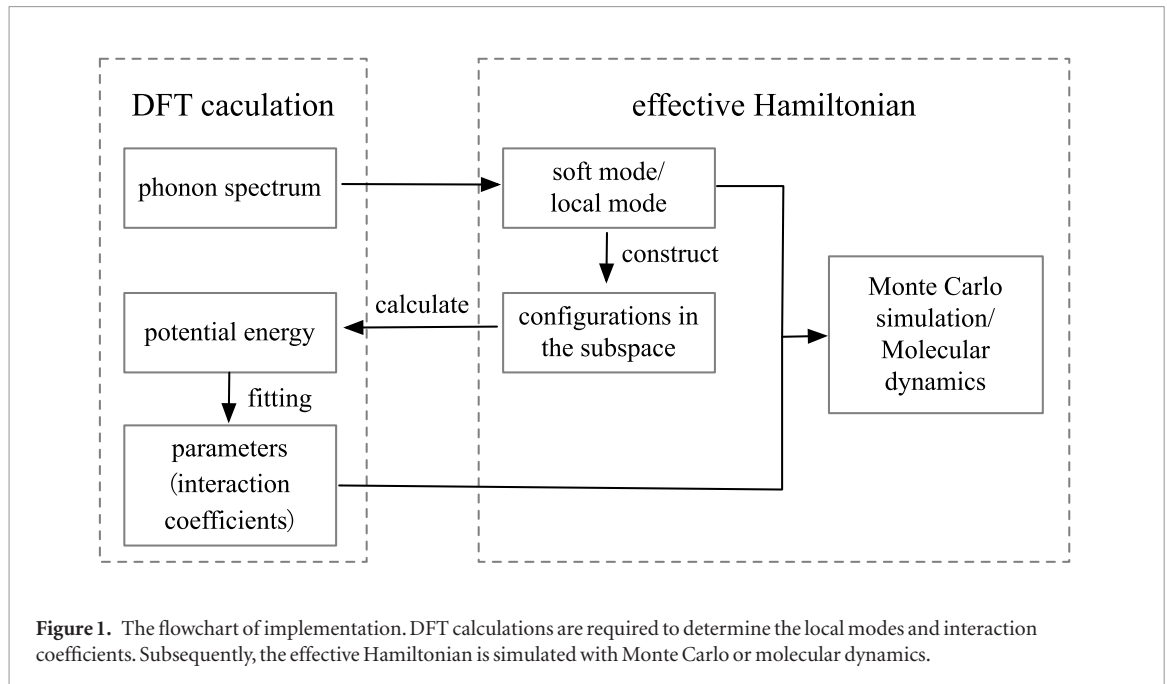 DFT caculation
effective Hamiltonian
phonon spectrum
soft mode/
local mode
construct
configurations in
the subspace
calculate
potential energy
fitting
parameters
(interaction
coefficients)
Monte Carlo
simulation/
Molecular
dynamics
Figure 1. The flowchart of implementation. DFT calculations are required to determine the local modes and interaction
coefficients. Subsequently, the effective Hamiltonian is simulated with Monte Carlo or molecular dynamics.